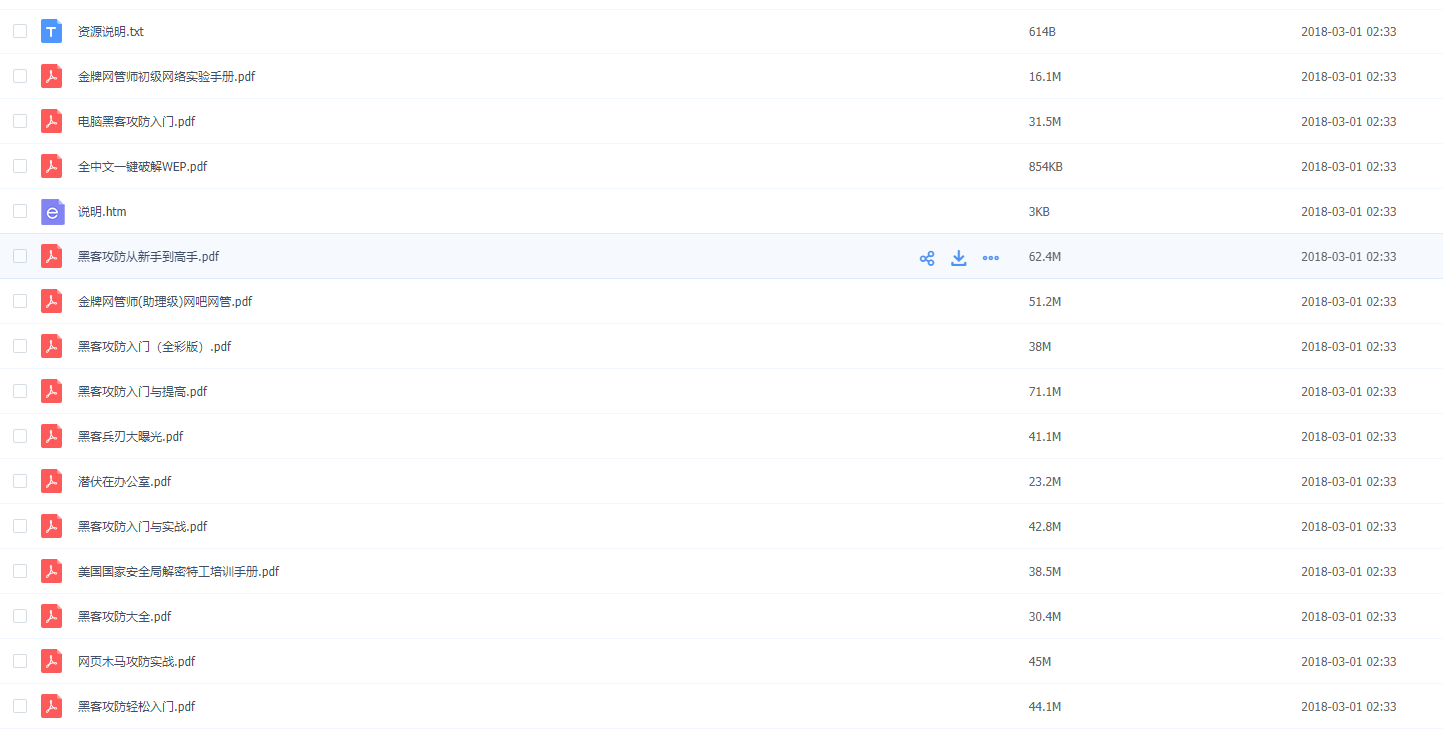 资源说明.txt 614B 2018-03-01 02:33
金牌网管师初级网络实验手册.pdf 16.1M 2018-03-01 02:33
电脑黑客攻防入门.pdf 31.5M 2018-03-01 02:33
全中文一键破解WEP.pdf 854KB 2018-03-01 02:33
说明.htm 3KB 2018-03-01 02:33
黑客攻防从新手到高手.pdf 62.4M 2018-03-01 02:33
金牌网管师(助理级)网吧网管.pdf 51.2M 2018-03-01 02:33
黑客攻防入门（全彩版）.pdf 38M 2018-03-01 02:33
黑客攻防入门与提高.pdf 71.1M 2018-03-01 02:33
黑客兵刃大曝光.pdf 41.1M 2018-03-01 02:33
潜伏在办公室.pdf 23.2M 2018-03-01 02:33
黑客攻防入门与实战.pdf 42.8M 2018-03-01 02:33
美国国家安全局解密特工培训手册.pdf 38.5M 2018-03-01 02:33
黑客攻防大全.pdf 30.4M 2018-03-01 02:33
网页木马攻防实战.pdf 45M 2018-03-01 02:33
黑客攻防轻松入门.pdf 44.1M 2018-03-01 02:33